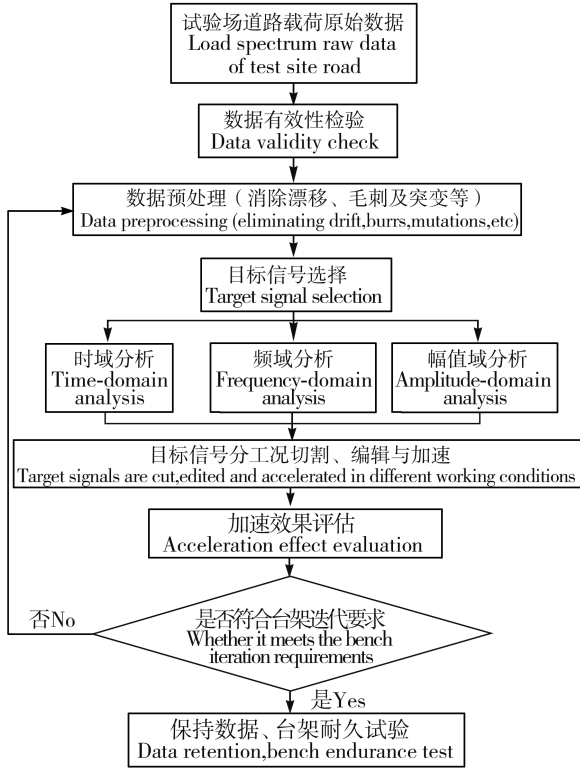 试验场道路载荷原始数据
Load spectrum raw data
of test site road
数据有效性检验
Data validity check
数据预处理（消除漂移、毛刺及突变等）
Data preprocessing (eliminating drift,burrs,mutations,etc)
目标信号选择
Target signal selection
时域分析
Time-domain
analysis
频域分析
Frequency-domain
analysis
幅值域分析
Amplitude-domain
analysis
目标信号分工况切割、编辑与加速
Target signals are cut,edited and accelerated in different working conditions
加速效果评估
Acceleration effect evaluation
否No
是否符合台架迭代要求
Whether it meets the bench
iteration requirements
是Yes
保持数据、台架耐久试验
Data retention,bench endurance test